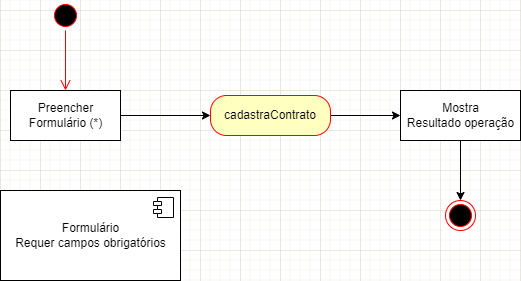 Preencher
Formulário (*)
cadastraContrato
Mostra
Resultado operação
Formulário
Requer campos obrigatórios